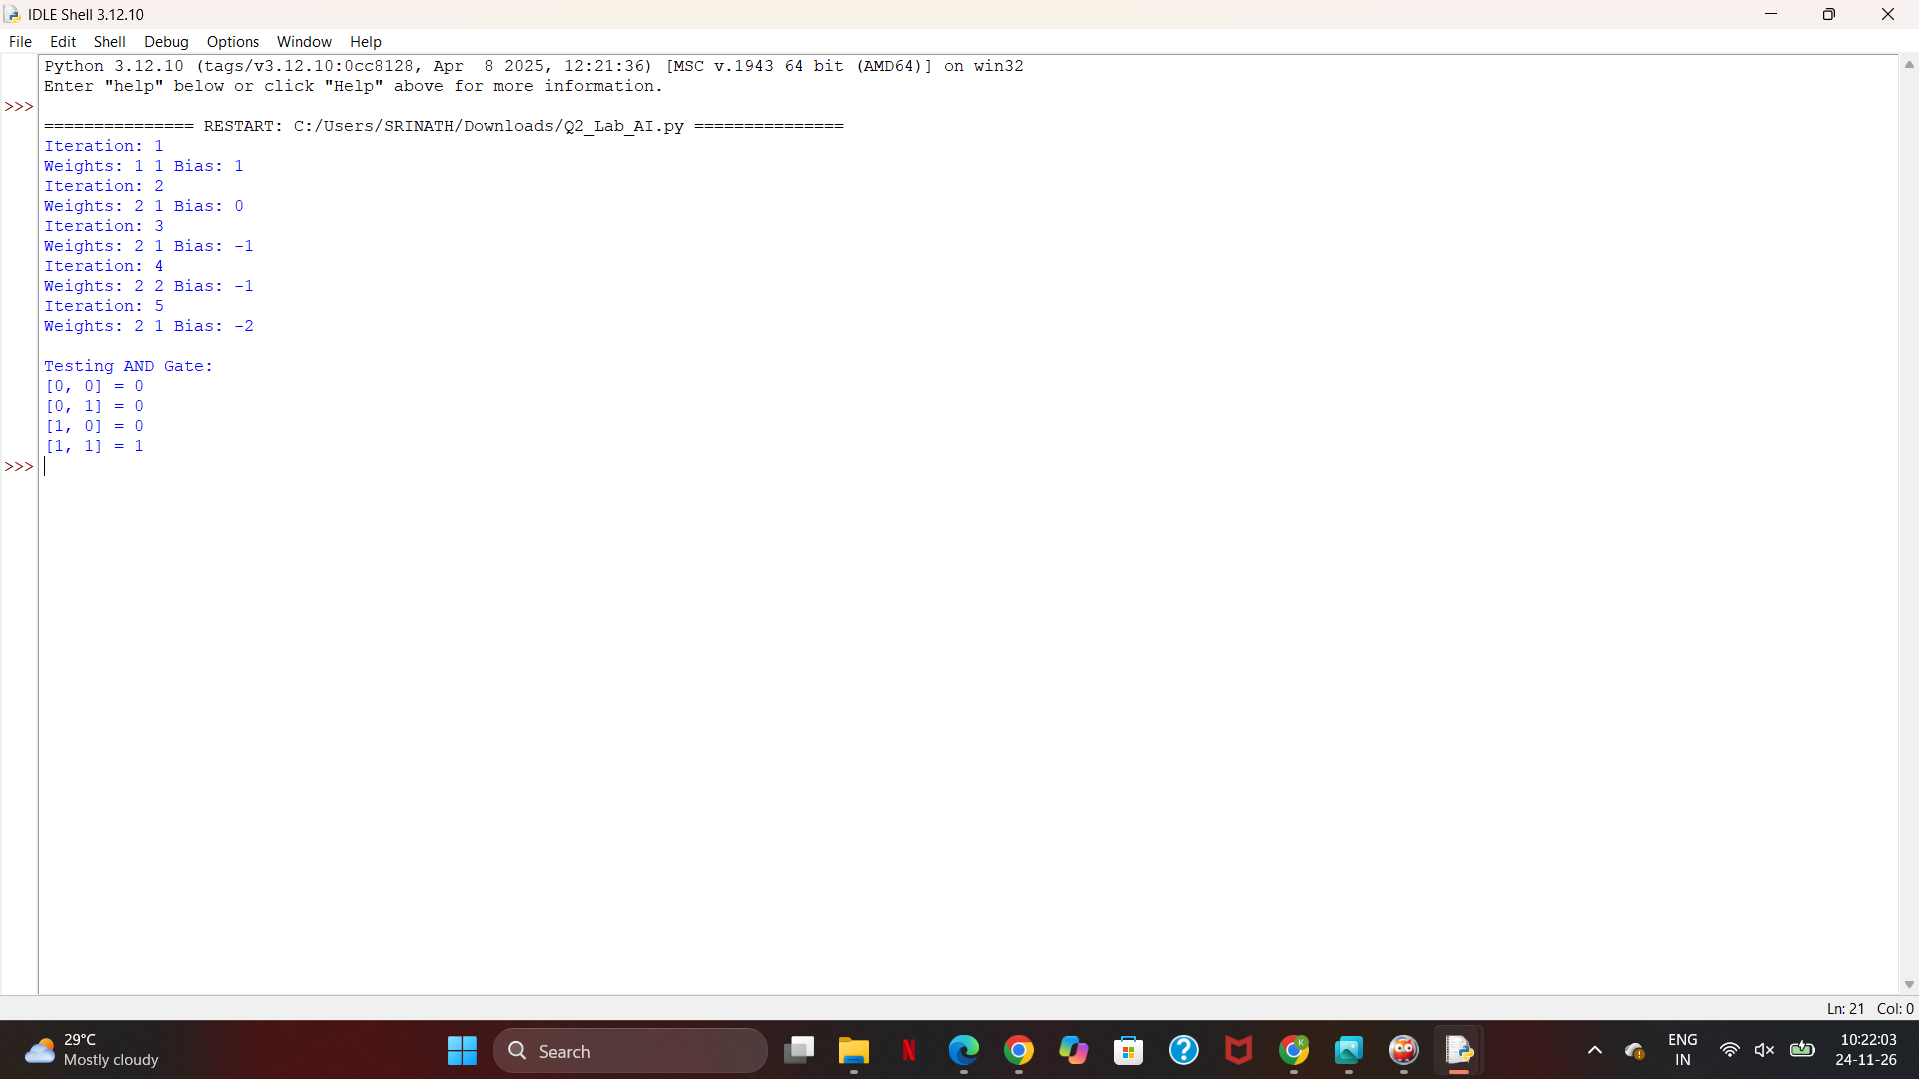 IDLE Shell 3.12.10
File Edit Shell Debug Options Window Help
Python 3.12.10 (tags/v3.12.10:0cc8128, Apr  8 2025, 12:21:36) [MSC v.1943 64 bit (AMD64)] on win32
Enter "help" below or click "Help" above for more information.
>>>
=============== RESTART: C:/Users/SRINATH/Downloads/Q2_Lab_AI.py ===============
Iteration: 1
Weights: 1 1 Bias: 1
Iteration: 2
Weights: 2 1 Bias: 0
Iteration: 3
Weights: 2 1 Bias: -1
Iteration: 4
Weights: 2 2 Bias: -1
Iteration: 5
Weights: 2 1 Bias: -2
Testing AND Gate:
[0, 0] = 0
[0, 1] = 0
[1, 0] = 0
[1, 1] = 1
>>>
Ln: 21 Col: 0
29°C
Mostly cloudy
Search
N
K
ENG
IN
10:22:03
24-11-26